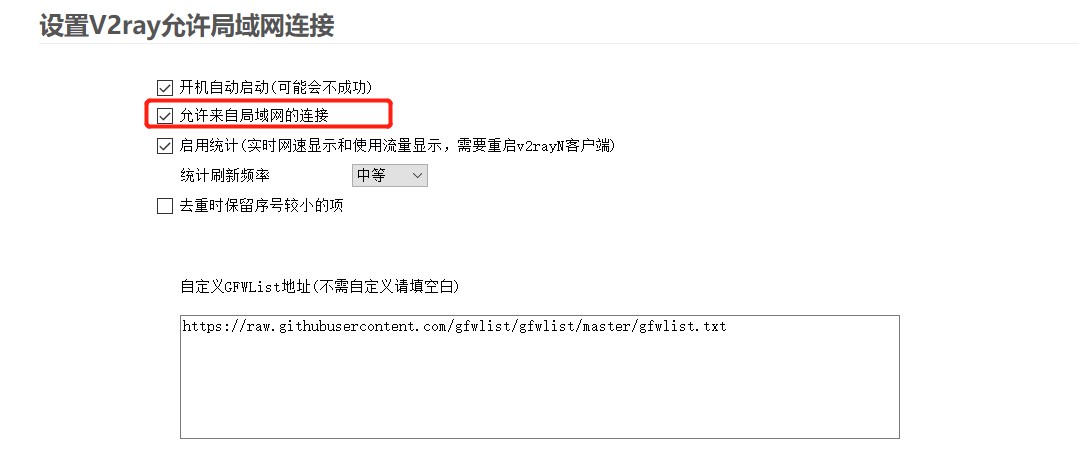 设置V2ray允许局域网连接
开机自动启动(可能会不成功)
允许来自局域网的连接
启用统计(实时网速显示和使用流量显示，需要重启v2rayN客户端)
统计刷新频率 中等
去重时保留序号较小的项
自定义GFWList地址(不需自定义请填空白)
https://raw.githubusercontent.com/gfwlist/gfwlist/master/gfwlist.txt